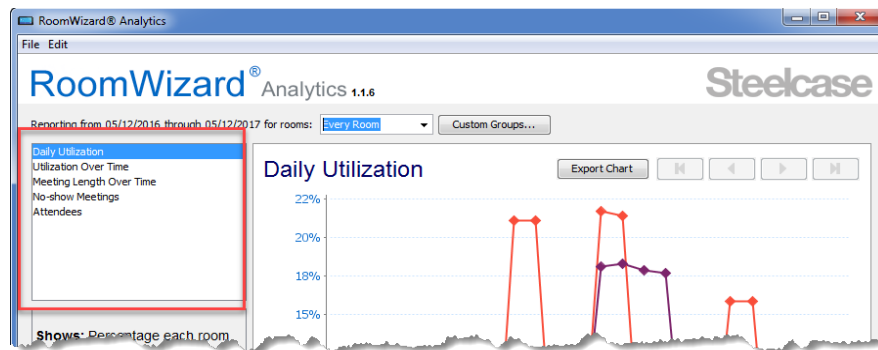 RoomWizard® Analytics
File Edit
RoomWizard® Analytics 1.1.6
Steelcase
Reporting from 05/12/2016 through 05/12/2017 for rooms: Every Room Custom Groups...
Daily Utilization
Utilization Over Time
Meeting Length Over Time
No-show Meetings
Attendees
Shows: Percentage each room
Daily Utilization Export Chart
22%
20%
18%
15%